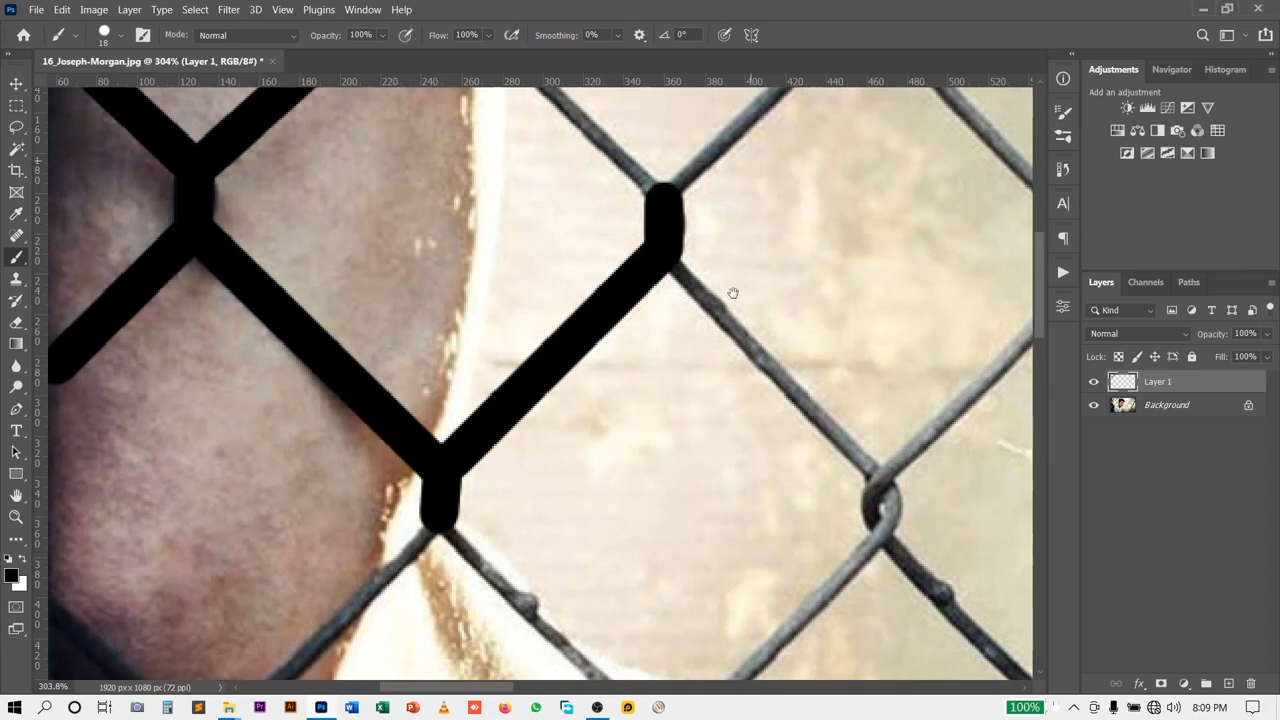 File Edit Image Layer Type Select Filter 3D View Plugins Window Help
18 Mode: Normal Opacity: 100% Flow: 100% Smoothing: 0% 0°
16_Joseph-Morgan.jpg @ 304% (Layer 1, RGB/8#) *
60 80 100 120 140 160 180 200 220 240 260 280 300 320 340 360 380 400 420 440 460 480 500 520
Adjustments Navigator Histogram
Add an adjustment
Layers Channels Paths
Kind
Normal Opacity: 100%
Lock: Fill: 100%
Layer 1
Background
303.8% 1920 px x 1080 px (72 ppi)
100% 8:09 PM